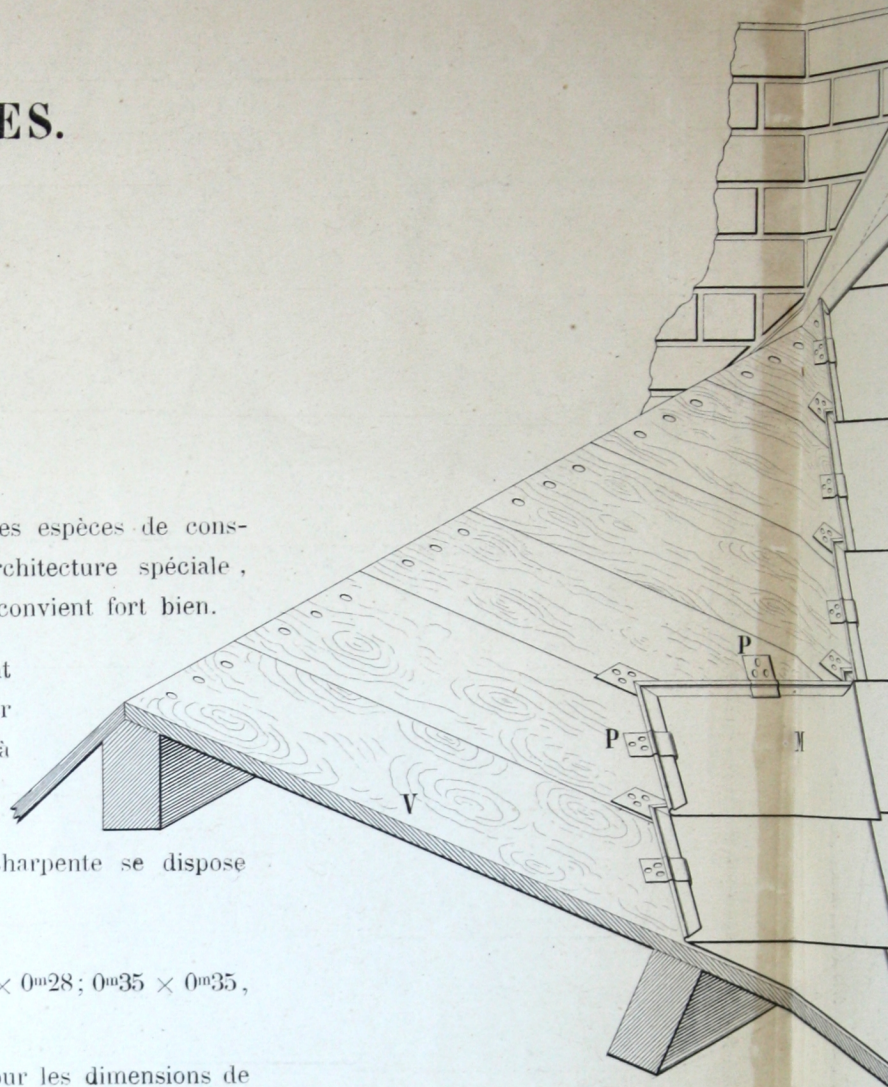 ES.
es espèces de cons-
rchitecture spéciale,
convient fort bien.
nt
r
à
harpente se dispose
× 0m28; 0m35 × 0m35,
ur les dimensions de
P
P
M
V